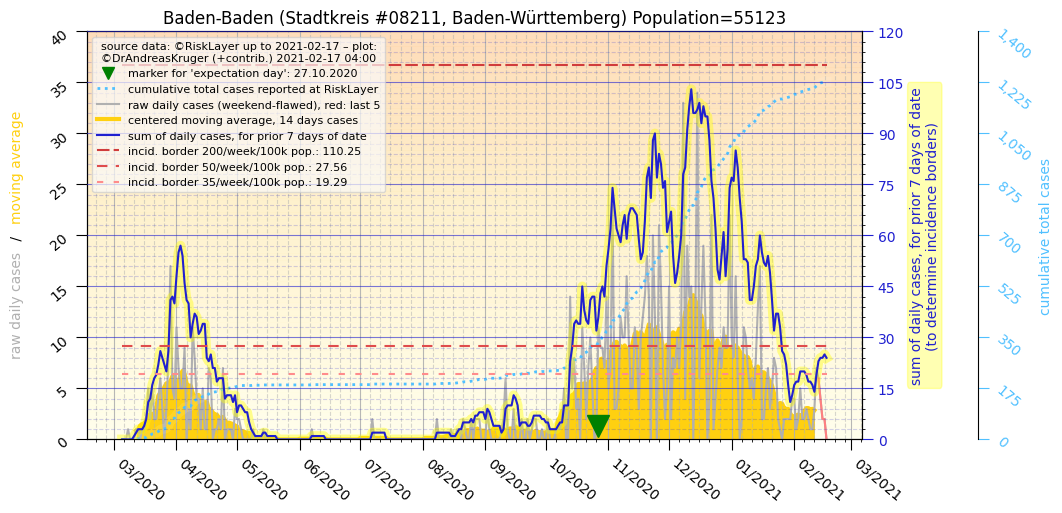 Baden-Baden (Stadtkreis #08211, Baden-Württemberg) Population=55123
source data: ©RiskLayer up to 2021-02-17 – plot:
©DrAndreasKruger (+contrib.) 2021-02-17 04:00
marker for 'expectation day': 27.10.2020
cumulative total cases reported at RiskLayer
raw daily cases (weekend-flawed), red: last 5
centered moving average, 14 days cases
sum of daily cases, for prior 7 days of date
incid. border 200/week/100k pop.: 110.25
incid. border 50/week/100k pop.: 27.56
incid. border 35/week/100k pop.: 19.29
raw daily cases / moving average
40
35
30
25
20
15
10
5
0
120
105
90
75
60
45
30
15
0
sum of daily cases, for prior 7 days of date
(to determine incidence borders)
1,400
1,225
1,050
875
700
525
350
175
0
cumulative total cases
03/2020
04/2020
05/2020
06/2020
07/2020
08/2020
09/2020
10/2020
11/2020
12/2020
01/2021
02/2021
03/2021